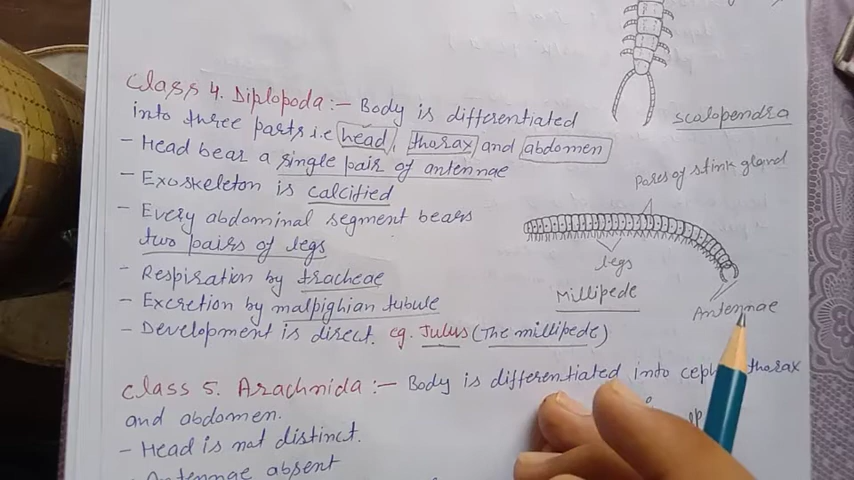 Class 4. Diplopoda :- Body is differentiated
into three parts i.e head, thorax and abdomen
- Head bear a single pair of antennae
- Exoskeleton is calcified
- Every abdominal segment bears
two pairs of legs
- Respiration by tracheae
- Excretion by malpighian tubule
- Development is direct. eg. Julus (The millipede)
scolopendra
Pores of stink gland
legs
Millipede
Antennae
Class 5. Arachnida :- Body is differentiated into thorax
and abdomen.
- Head is not distinct.
- Antennae absent